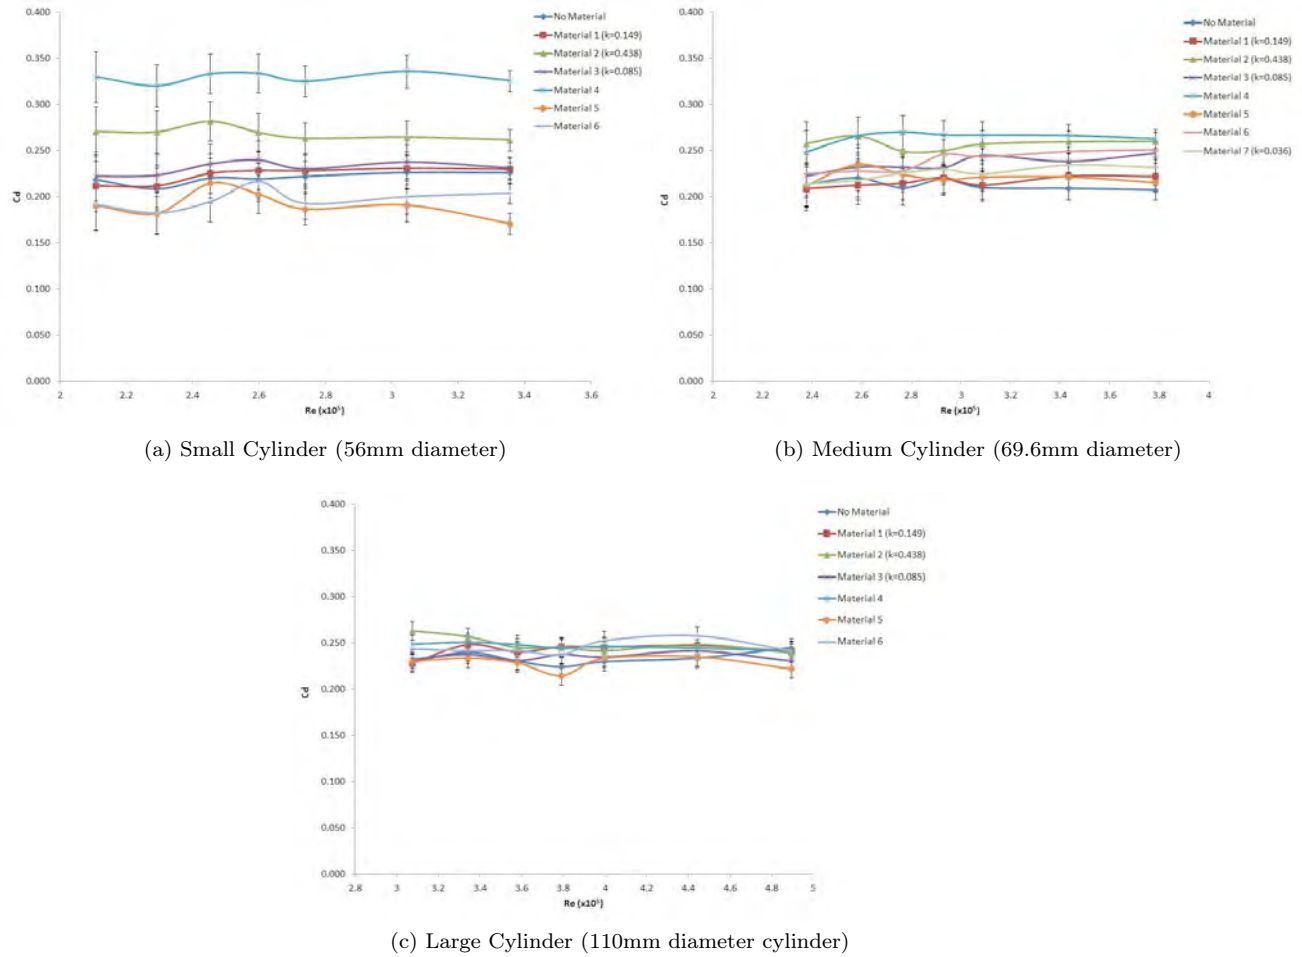 0.400
0.350
0.300
0.250
0.200
0.150
0.100
0.050
0.000
Cd
2
2.2
2.4
2.6
2.8
3
3.2
3.4
3.6
Re (x10⁵)
No Material
Material 1 (k=0.149)
Material 2 (k=0.438)
Material 3 (k=0.085)
Material 4
Material 5
Material 6
(a) Small Cylinder (56mm diameter)
0.400
0.350
0.300
0.250
0.200
0.150
0.100
0.050
0.000
Cd
2
2.2
2.4
2.6
2.8
3
3.2
3.4
3.6
3.8
4
Re (x10⁵)
No Material
Material 1 (k=0.149)
Material 2 (k=0.438)
Material 3 (k=0.085)
Material 4
Material 5
Material 6
Material 7 (k=0.036)
(b) Medium Cylinder (69.6mm diameter)
0.400
0.350
0.300
0.250
0.200
0.150
0.100
0.050
0.000
Cd
2.8
3
3.2
3.4
3.6
3.8
4
4.2
4.4
4.6
4.8
5
Re (x10⁵)
No Material
Material 1 (k=0.149)
Material 2 (k=0.438)
Material 3 (k=0.085)
Material 4
Material 5
Material 6
(c) Large Cylinder (110mm diameter cylinder)